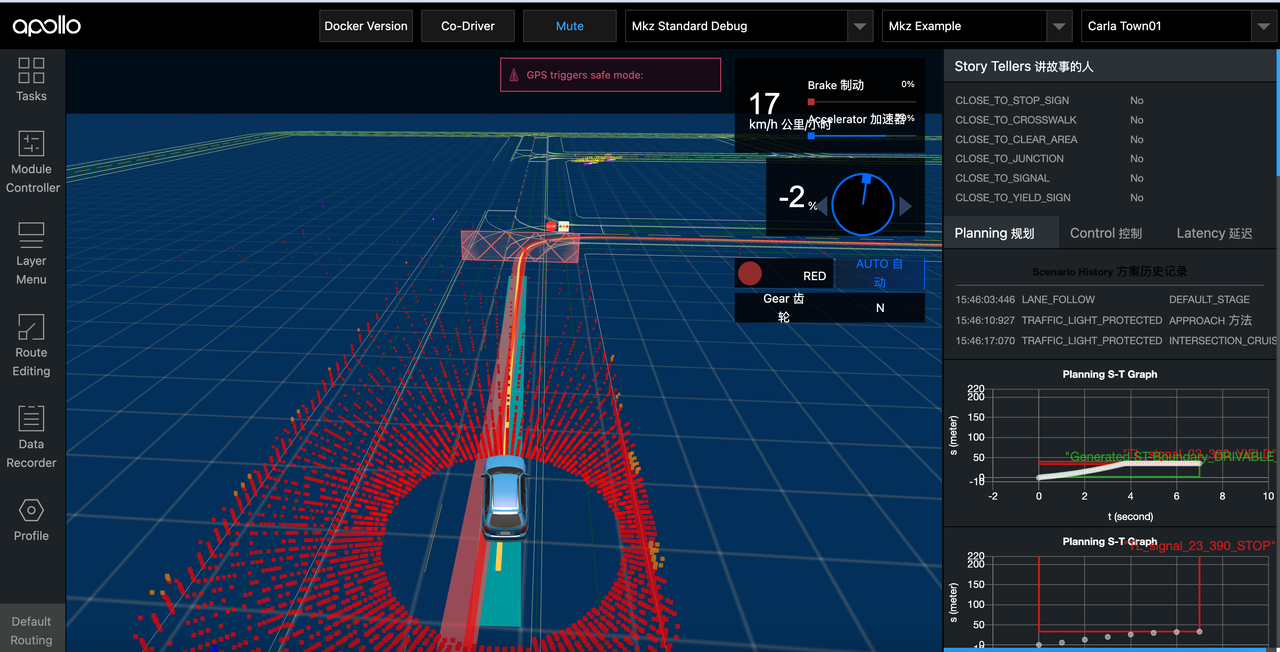 apollo
Docker Version
Co-Driver
Mute
Mkz Standard Debug
Mkz Example
Carla Town01
Tasks
Module
Controller
Layer
Menu
Route
Editing
Data
Recorder
Profile
Default
Routing
GPS triggers safe mode:
17
km/h 公里/小时
Brake 制动
0%
Accelerator 加速器
-2
%
RED
AUTO 自
动
Gear 齿
轮
N
Story Tellers 讲故事的人
CLOSE_TO_STOP_SIGN No
CLOSE_TO_CROSSWALK No
CLOSE_TO_CLEAR_AREA No
CLOSE_TO_JUNCTION No
CLOSE_TO_SIGNAL No
CLOSE_TO_YIELD_SIGN No
Planning 规划
Control 控制
Latency 延迟
Scenario History 方案历史记录
15:46:03:446 LANE_FOLLOW DEFAULT_STAGE
15:46:10:927 TRAFFIC_LIGHT_PROTECTED APPROACH 方法
15:46:17:070 TRAFFIC_LIGHT_PROTECTED INTERSECTION_CRUIS
Planning S-T Graph
220
200
150
100
50
0
-10
s (meter)
"Generated ST-Boundary_DRIVABLE
-2 0 2 4 6 8 10
t (second)
Planning S-T Graph
TL_signal_23_390_STOP"
220
200
150
100
50
0
s (meter)